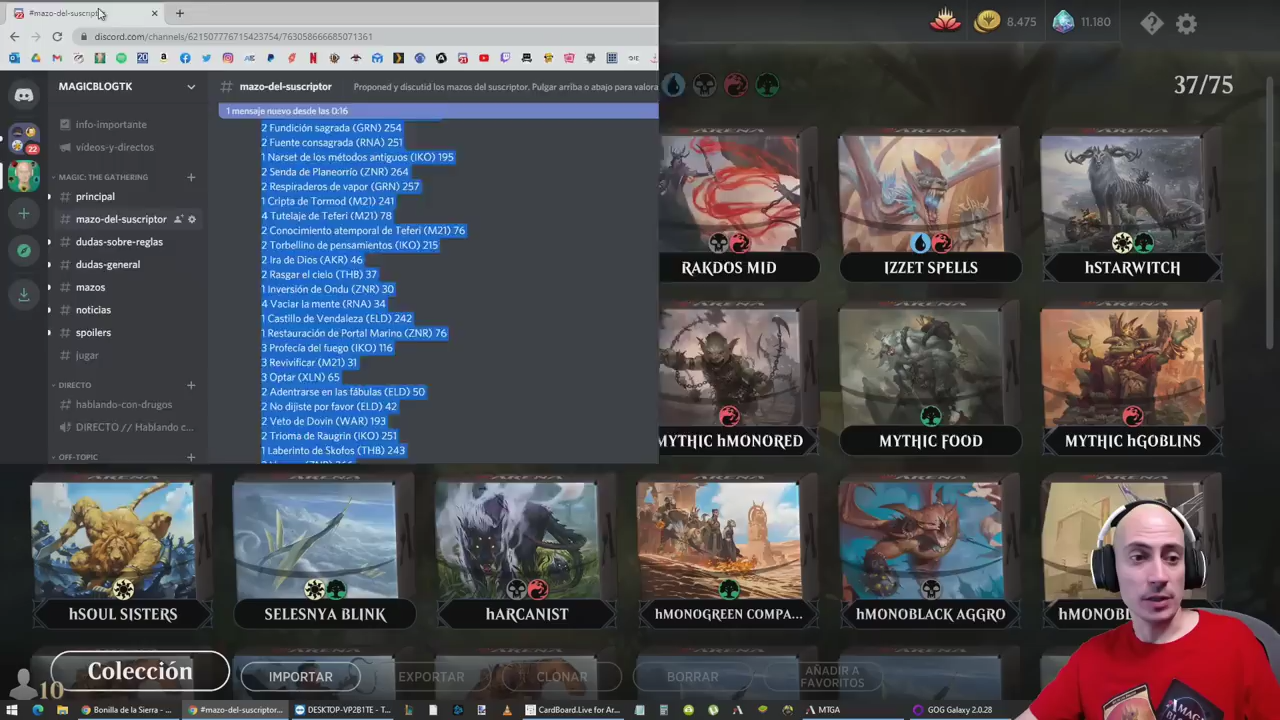 #mazo-del-suscript
discord.com/channels/621507776715423754/763058666685071361
MAGICBLOGTK
# mazo-del-suscriptor
Proponed y discutid los mazos del suscriptor. Pulgar arriba o abajo para valora
1 mensaje nuevo desde las 0:16
info-importante
vídeos-y-directos
MAGIC: THE GATHERING
# principal
# mazo-del-suscriptor
# dudas-sobre-reglas
# dudas-general
# mazos
# noticias
# spoilers
# jugar
DIRECTO
# hablando-con-drugos
DIRECTO // Hablando c...
OFF-TOPIC
22
2 Fundición sagrada (GRN) 254
2 Fuente consagrada (RNA) 251
1 Narset de los métodos antiguos (IKO) 195
2 Senda de Planeorrío (ZNR) 264
2 Respiraderos de vapor (GRN) 257
1 Cripta de Tormod (M21) 241
4 Tutelaje de Teferi (M21) 78
2 Conocimiento atemporal de Teferi (M21) 76
2 Torbellino de pensamientos (IKO) 215
2 Ira de Dios (AKR) 46
2 Rasgar el cielo (THB) 37
1 Inversión de Ondu (ZNR) 30
4 Vaciar la mente (RNA) 34
1 Castillo de Vendaleza (ELD) 242
1 Restauración de Portal Marino (ZNR) 76
3 Profecía del fuego (IKO) 116
3 Revivificar (M21) 31
3 Optar (XLN) 65
2 Adentrarse en las fábulas (ELD) 50
2 No dijiste por favor (ELD) 42
2 Veto de Dovin (WAR) 193
2 Trioma de Raugrin (IKO) 251
1 Laberinto de Skofos (THB) 243
8.475
11.180
37/75
RAKDOS MID
IZZET SPELLS
hSTARWITCH
MYTHIC hMONORED
MYTHIC FOOD
MYTHIC hGOBLINS
hSOUL SISTERS
SELESNYA BLINK
hARCANIST
hMONOGREEN COMPA...
hMONOBLACK AGGRO
hMONOBL
10
Colección
IMPORTAR
EXPORTAR
CLONAR
BORRAR
AÑADIR A
FAVORITOS
Bonilla de la Sierra - ...
#mazo-del-suscriptor...
DESKTOP-VP2B1TE - T...
CardBoard.Live for Ar...
MTGA
GOG Galaxy 2.0.28